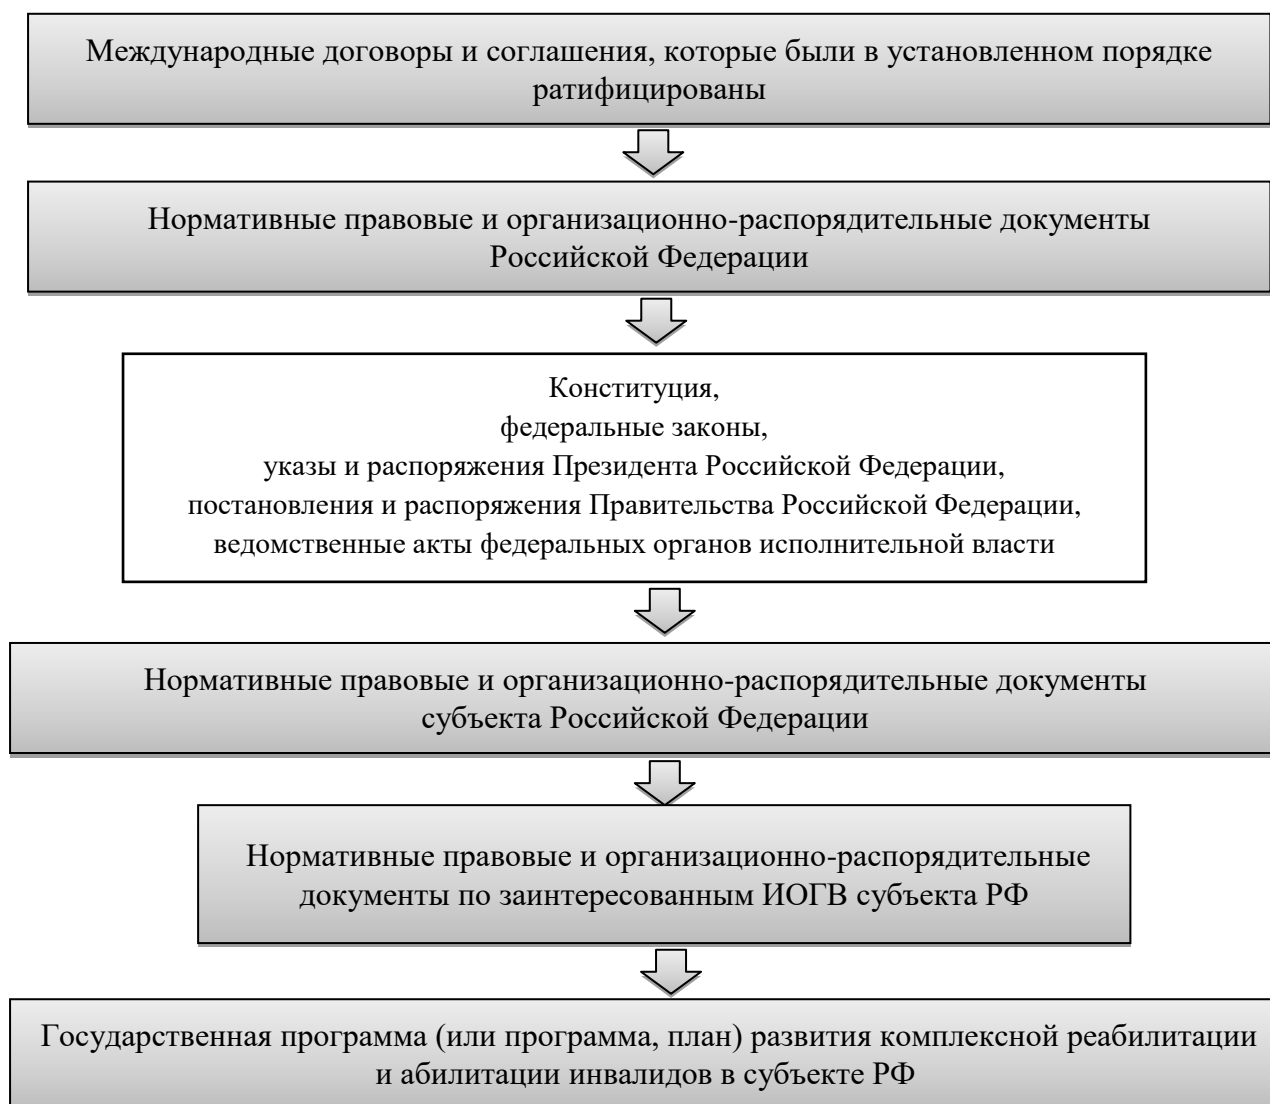 Международные договоры и соглашения, которые были в установленном порядке
ратифицированы
Нормативные правовые и организационно-распорядительные документы
Российской Федерации
Конституция,
федеральные законы,
указы и распоряжения Президента Российской Федерации,
постановления и распоряжения Правительства Российской Федерации,
ведомственные акты федеральных органов исполнительной власти
Нормативные правовые и организационно-распорядительные документы
субъекта Российской Федерации
Нормативные правовые и организационно-распорядительные
документы по заинтересованным ИОГВ субъекта РФ
Государственная программа (или программа, план) развития комплексной реабилитации
и абилитации инвалидов в субъекте РФ